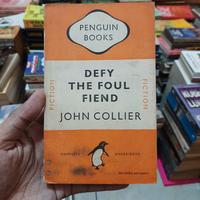 PENGUIN
BOOKS
DEFY
THE FOUL
FIEND
FICTION
FICTION
JOHN COLLIER
COMPLETE
UNABRIDGED